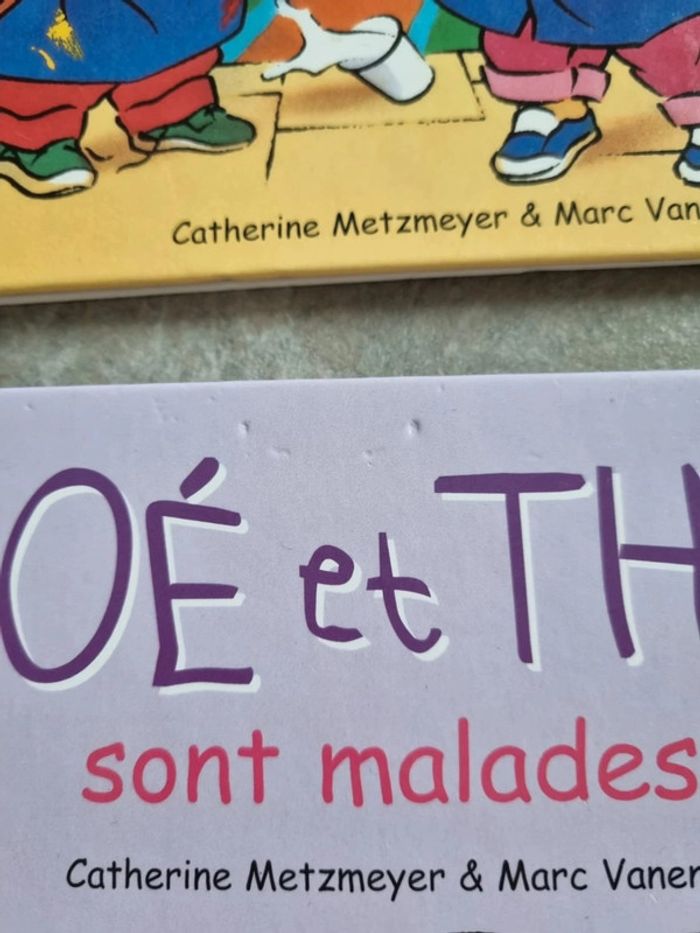 Catherine Metzmeyer & Marc Van
OÉ et TH
sont malades
Catherine Metzmeyer & Marc Vaner